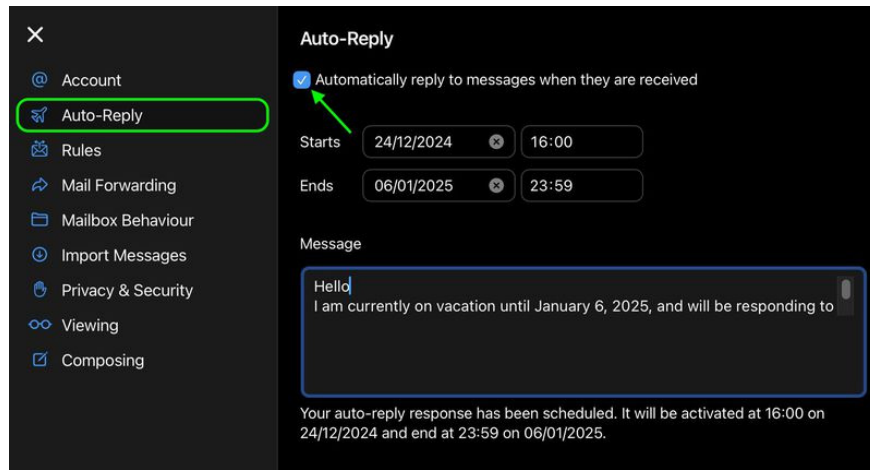 Account
Auto-Reply
Rules
Mail Forwarding
Mailbox Behaviour
Import Messages
Privacy & Security
Viewing
Composing
Auto-Reply
Automatically reply to messages when they are received
Starts 24/12/2024 16:00
Ends 06/01/2025 23:59
Message
Hello
I am currently on vacation until January 6, 2025, and will be responding to
Your auto-reply response has been scheduled. It will be activated at 16:00 on
24/12/2024 and end at 23:59 on 06/01/2025.